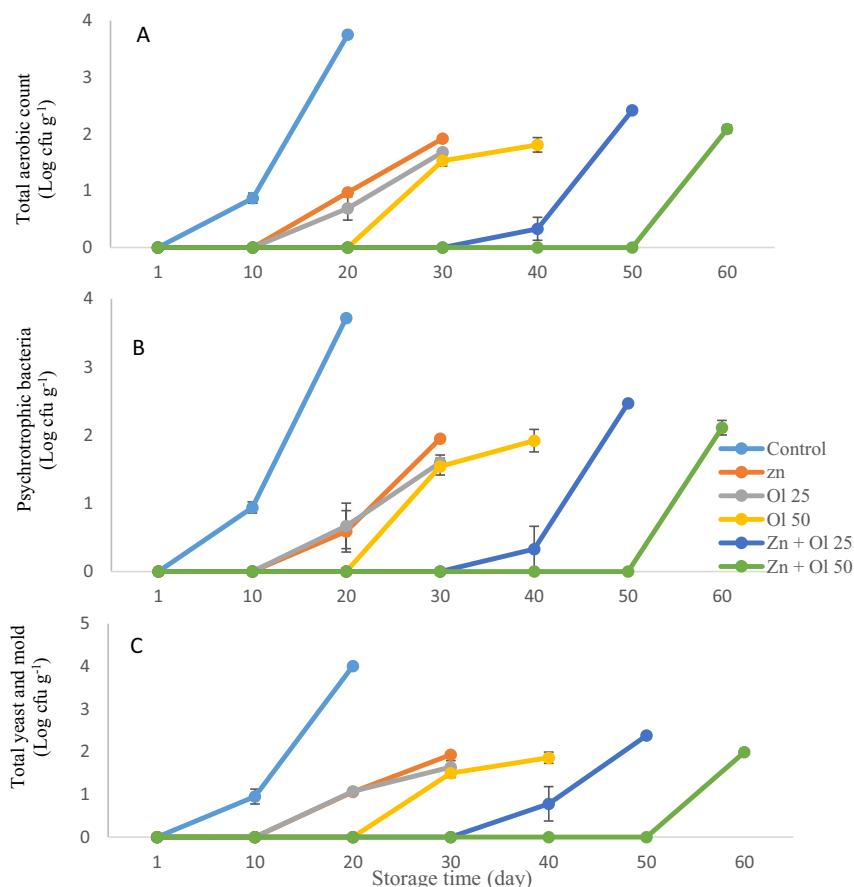 A
Total aerobic count
(Log cfu g⁻¹)
4
3
2
1
0
1 10 20 30 40 50 60
B
Psychrotrophic bacteria
(Log cfu g⁻¹)
4
3
2
1
0
1 10 20 30 40 50 60
Control
zn
Ol 25
Ol 50
Zn + Ol 25
Zn + Ol 50
C
Total yeast and mold
(Log cfu g⁻¹)
5
4
3
2
1
0
1 10 20 30 40 50 60
Storage time (day)